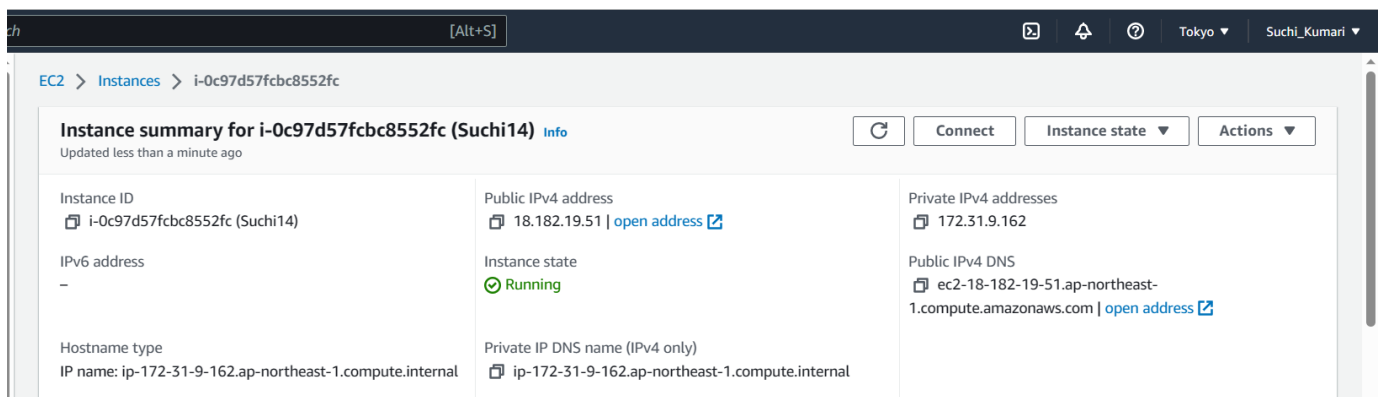 ch [Alt+S] Tokyo ▼ Suchi_Kumari ▼
EC2 > Instances > i-0c97d57fcbc8552fc
Instance summary for i-0c97d57fcbc8552fc (Suchi14) Info
Connect Instance state ▼ Actions ▼
Updated less than a minute ago
Instance ID
i-0c97d57fcbc8552fc (Suchi14)
Public IPv4 address
18.182.19.51 | open address
Private IPv4 addresses
172.31.9.162
IPv6 address
–
Instance state
Running
Public IPv4 DNS
ec2-18-182-19-51.ap-northeast-
1.compute.amazonaws.com | open address
Hostname type
IP name: ip-172-31-9-162.ap-northeast-1.compute.internal
Private IP DNS name (IPv4 only)
ip-172-31-9-162.ap-northeast-1.compute.internal